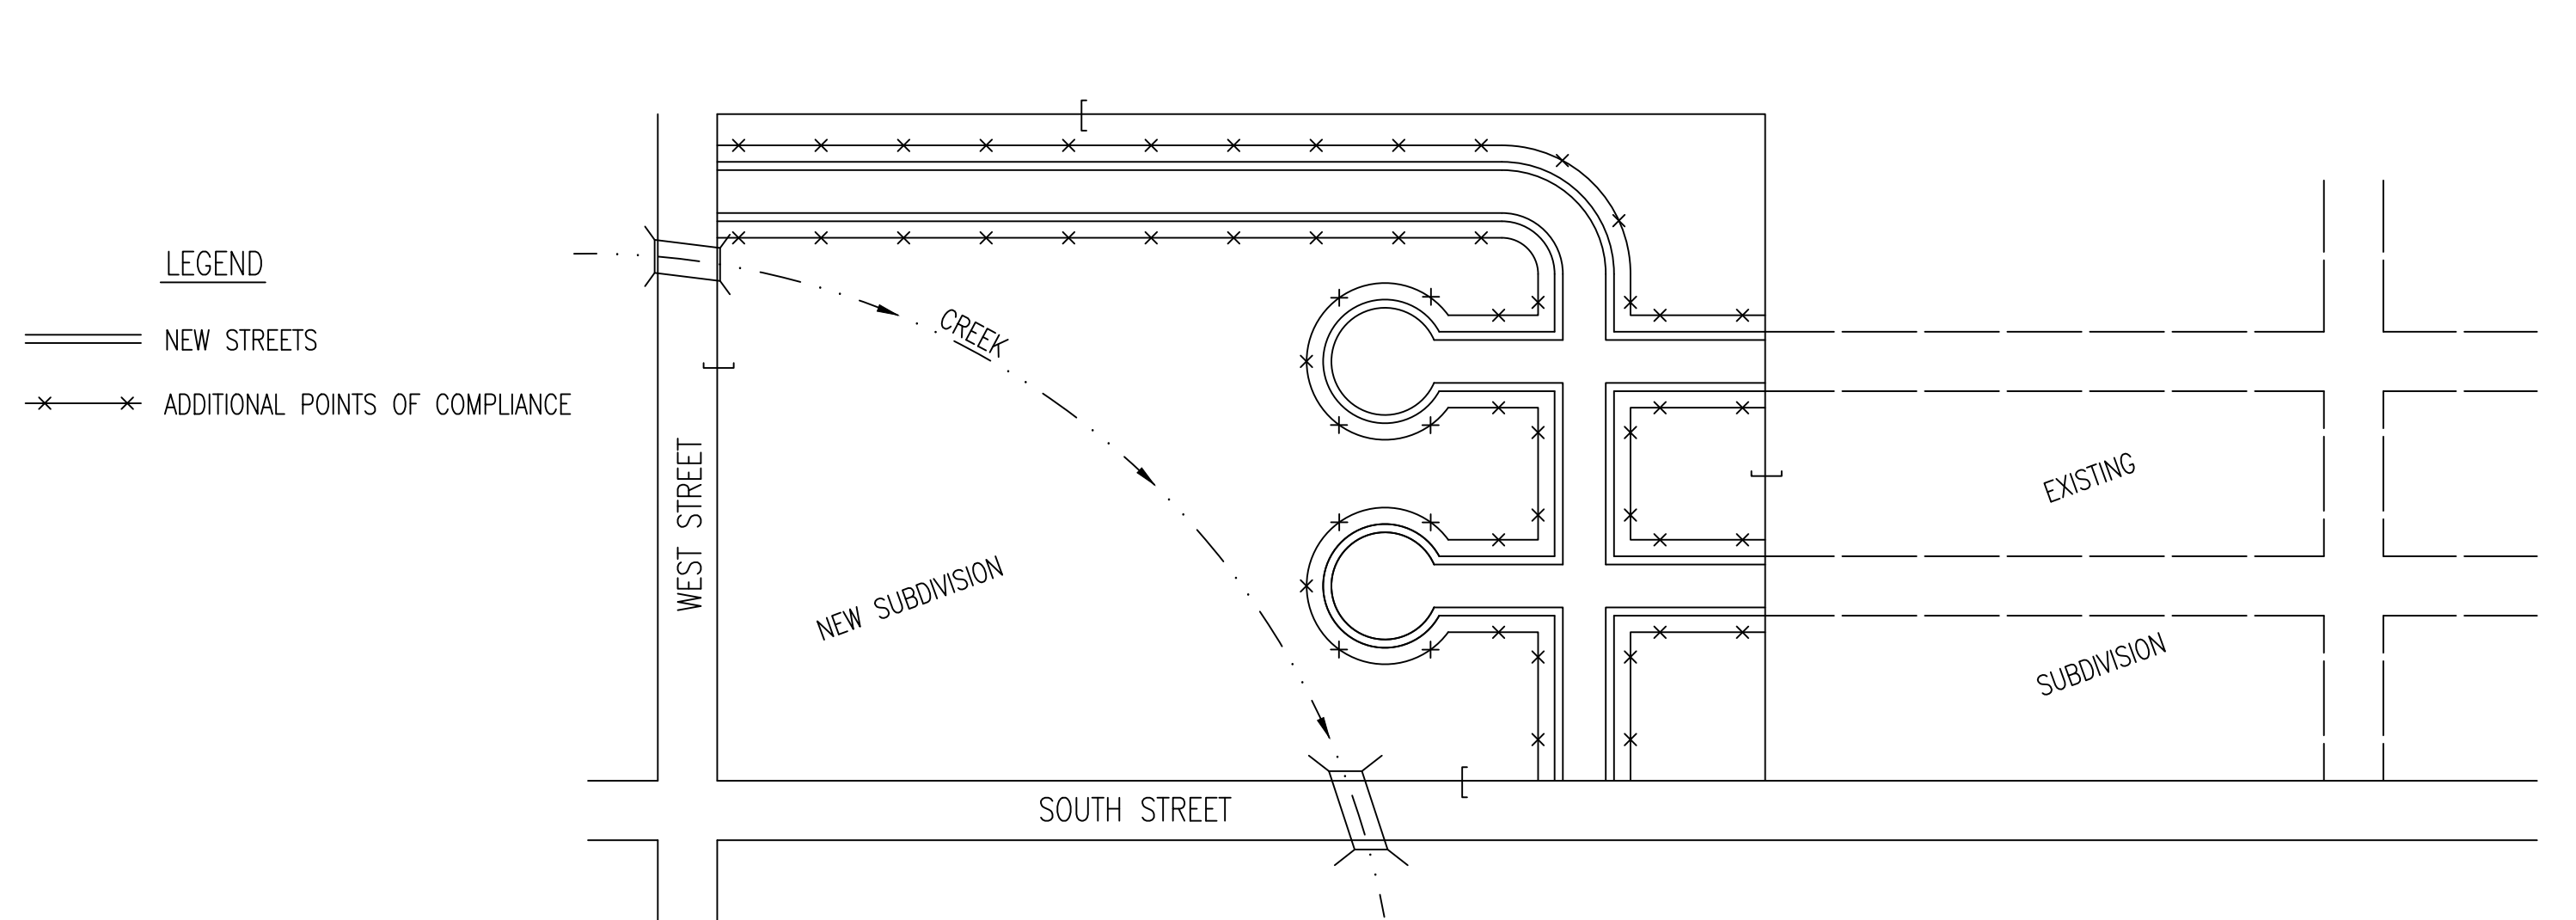 LEGEND
NEW STREETS
ADDITIONAL POINTS OF COMPLIANCE
CREEK
WEST STREET
NEW SUBDIVISION
SOUTH STREET
EXISTING
SUBDIVISION